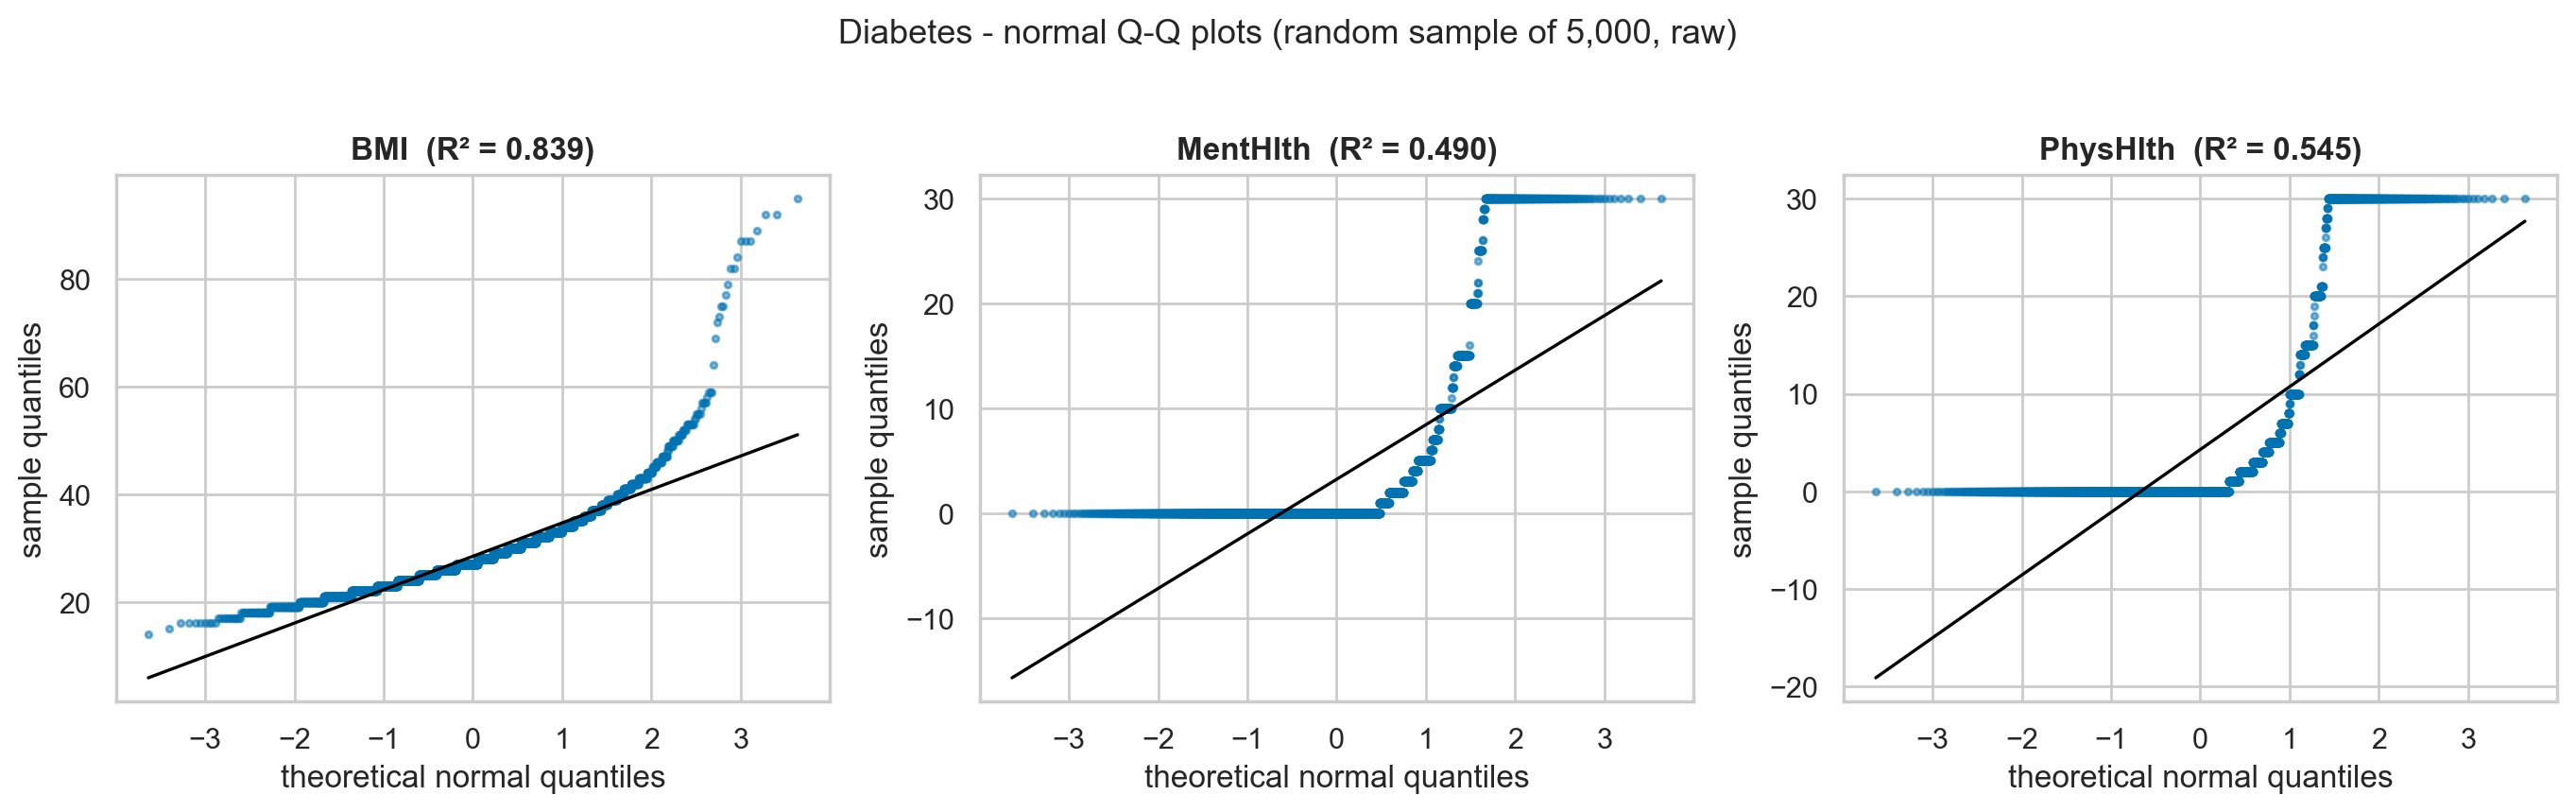 Diabetes - normal Q-Q plots (random sample of 5,000, raw)
BMI (R² = 0.839)
sample quantiles
80
60
40
20
−3 −2 −1 0 1 2 3
theoretical normal quantiles
MentHlth (R² = 0.490)
sample quantiles
30
20
10
0
−10
−3 −2 −1 0 1 2 3
theoretical normal quantiles
PhysHlth (R² = 0.545)
sample quantiles
30
20
10
0
−10
−20
−3 −2 −1 0 1 2 3
theoretical normal quantiles